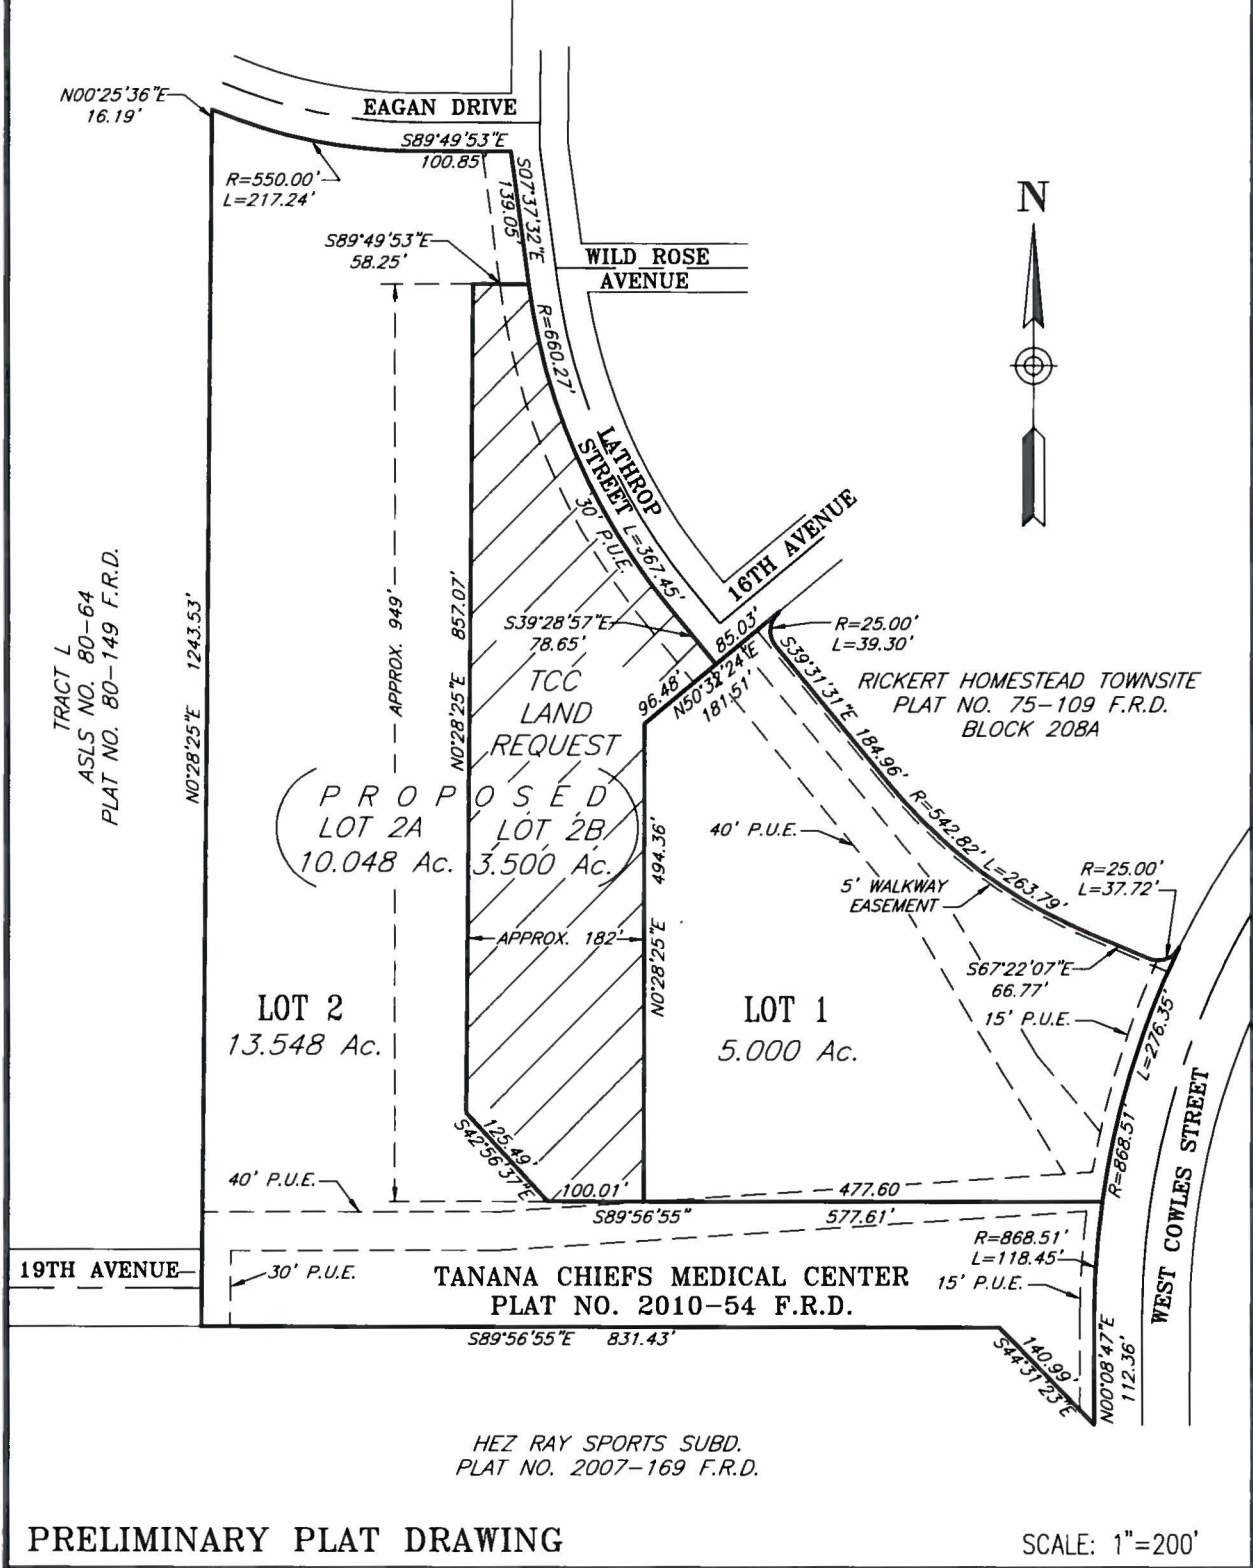 EAGAN DRIVE
N00°25'36"E
16.19'
S89°49'53"E
100.85'
R=550.00'
L=217.24'
S07°37'32"E
139.05'
N
S89°49'53"E
58.25'
WILD ROSE
AVENUE
R=660.27'
LATHROP
STREET
L=367.45'
30' P.U.E.
16TH AVENUE
TRACT L
ASLS NO. 80-64
PLAT NO. 80-149 F.R.D.
N0°28'25"E 1243.53'
APPROX. 949'
N0°28'25"E 857.07'
S39°28'57"E
78.65'
85.03'
96.48'
N50°32'24"E
181.51'
R=25.00'
L=39.30'
S39°31'31"E 184.96'
RICKERT HOMESTEAD TOWNSITE
PLAT NO. 75-109 F.R.D.
BLOCK 208A
TCC
LAND
REQUEST
PROPOSED
LOT 2A LOT 2B
10.048 Ac. 3.500 Ac.
40' P.U.E.
R=542.82' L=263.79'
5' WALKWAY
EASEMENT
R=25.00'
L=37.72'
494.36'
N0°28'25"E
APPROX. 182'
S67°22'07"E
66.77'
15' P.U.E.
LOT 2
13.548 Ac.
LOT 1
5.000 Ac.
L=276.35'
R=868.51'
WEST COWLES STREET
125.49'
S42°56'37"E
40' P.U.E.
100.01'
477.60
S89°56'55"
577.61'
R=868.51'
L=118.45'
19TH AVENUE
30' P.U.E.
TANANA CHIEFS MEDICAL CENTER
PLAT NO. 2010-54 F.R.D.
15' P.U.E.
S89°56'55"E 831.43'
140.99'
S44°31'23"E
N00°08'47"E
112.36'
HEZ RAY SPORTS SUBD.
PLAT NO. 2007-169 F.R.D.
PRELIMINARY PLAT DRAWING
SCALE: 1"=200'